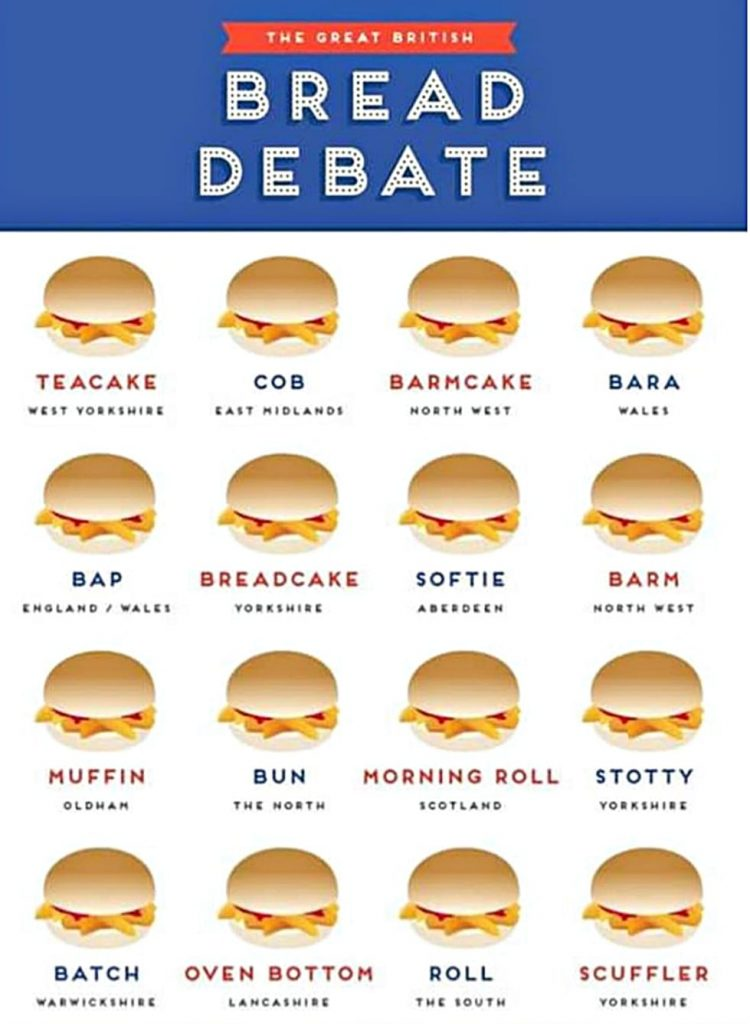 THE GREAT BRITISH
BREAD
DEBATE
TEACAKE
WEST YORKSHIRE
COB
EAST MIDLANDS
BARMCAKE
NORTH WEST
BARA
WALES
BAP
ENGLAND / WALES
BREADCAKE
YORKSHIRE
SOFTIE
ABERDEEN
BARM
NORTH WEST
MUFFIN
OLDHAM
BUN
THE NORTH
MORNING ROLL
SCOTLAND
STOTTY
YORKSHIRE
BATCH
WARWICKSHIRE
OVEN BOTTOM
LANCASHIRE
ROLL
THE SOUTH
SCUFFLER
YORKSHIRE